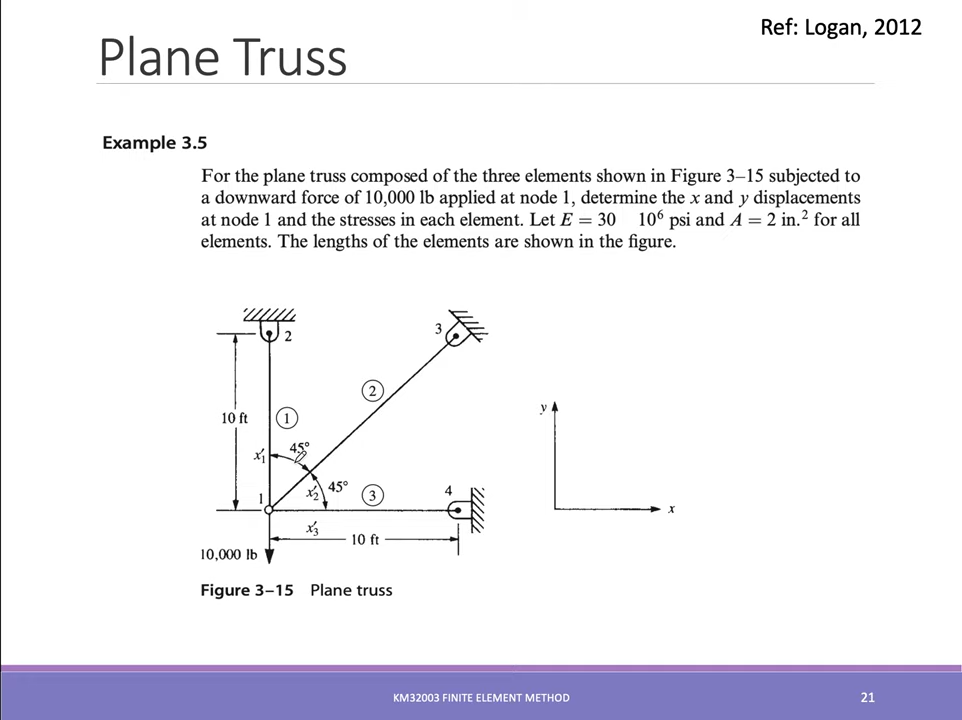 Ref: Logan, 2012
Plane Truss
Example 3.5
For the plane truss composed of the three elements shown in Figure 3–15 subjected to
a downward force of 10,000 lb applied at node 1, determine the x and y displacements
at node 1 and the stresses in each element. Let E = 30 10⁶ psi and A = 2 in.² for all
elements. The lengths of the elements are shown in the figure.
2
3
2
10 ft
1
y
45°
x′₁
45°
x′₂
3
4
1
x
x′₃
10 ft
10,000 lb
Figure 3–15 Plane truss
KM32003 FINITE ELEMENT METHOD
21